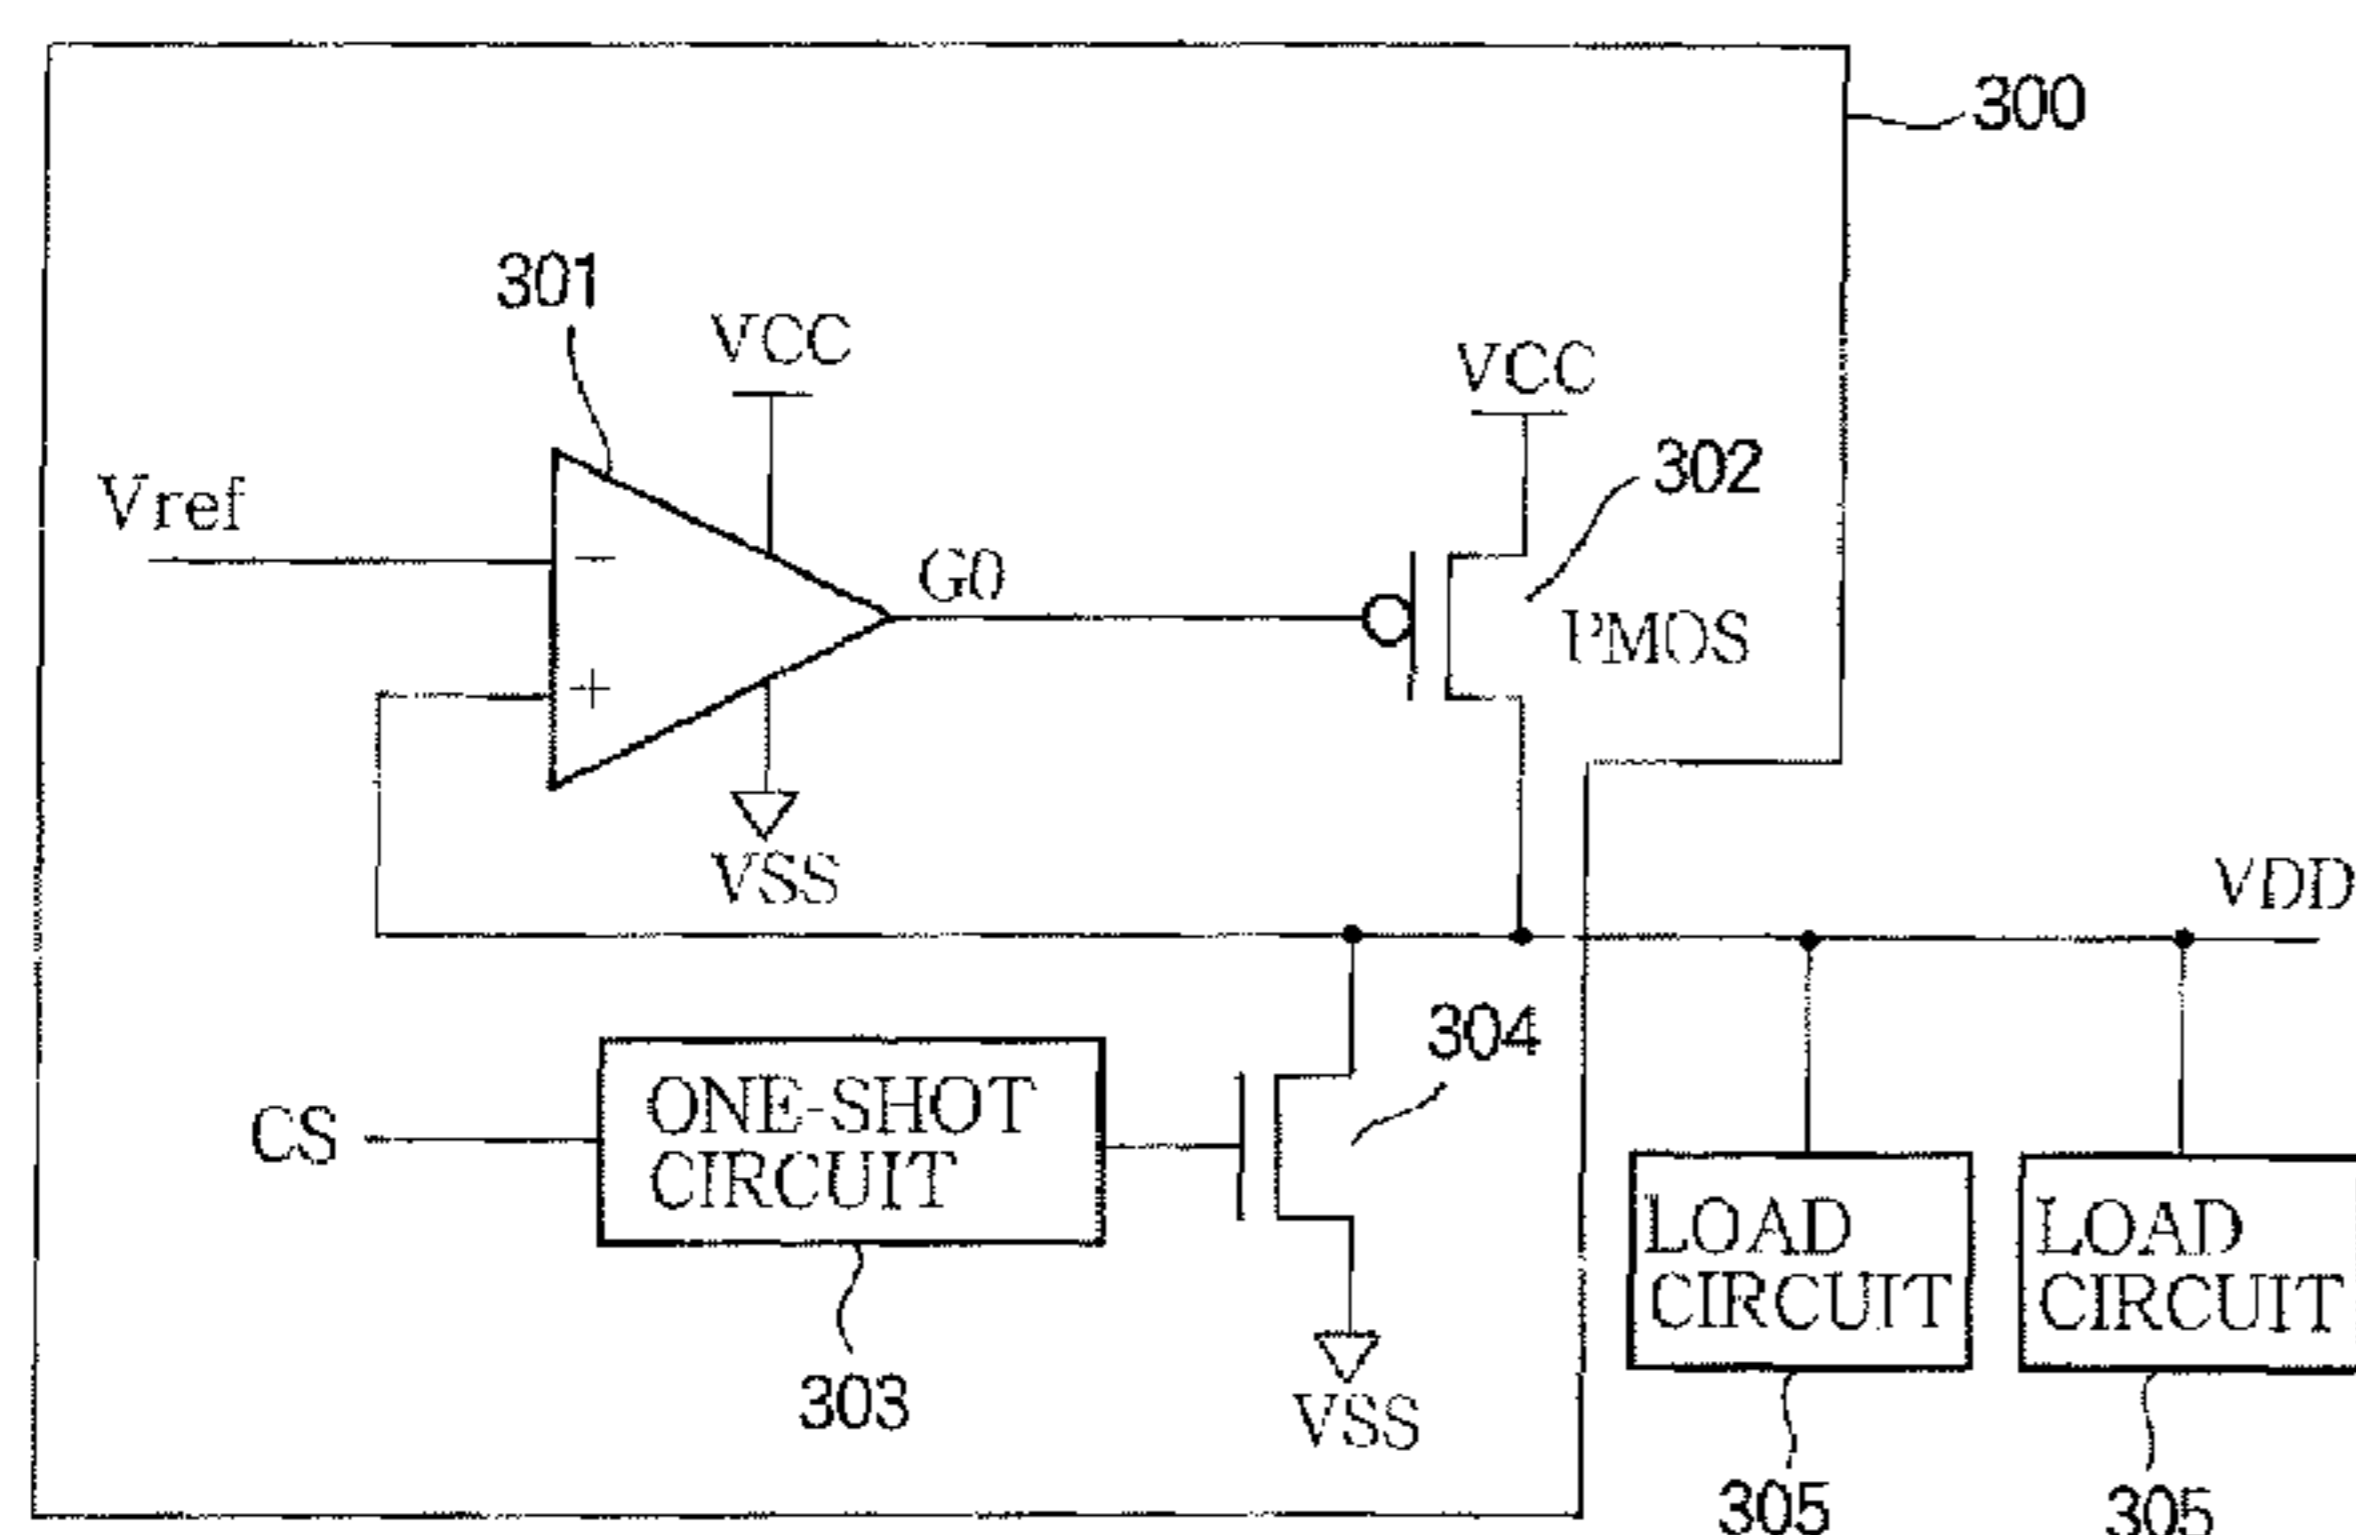 300
301
VCC
VCC
302
Vref
−
G0
PMOS
+
VSS
VDD
304
ONE-SHOT
CIRCUIT
CS
LOAD
CIRCUIT
LOAD
CIRCUIT
303
VSS
305
305